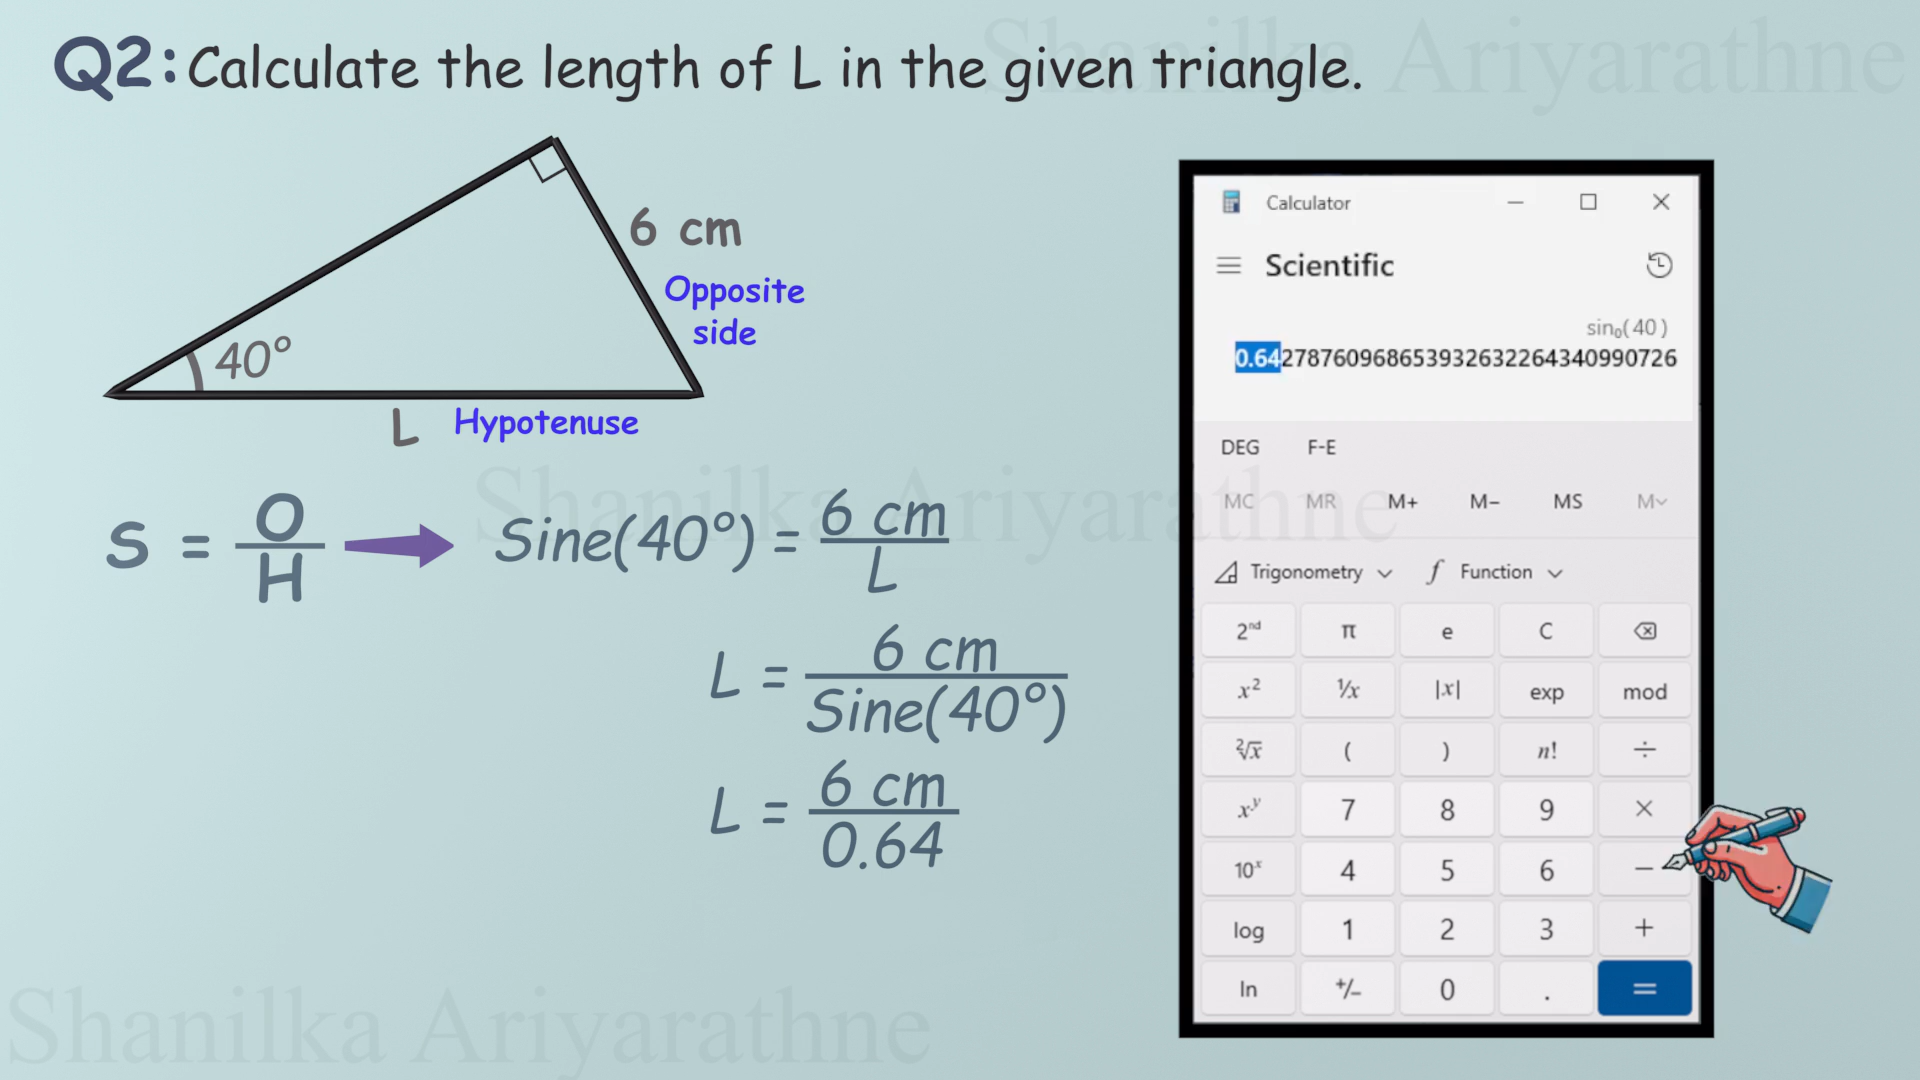 Shanilka Ariyarathne
Q2: Calculate the length of L in the given triangle.
6 cm
Opposite
side
40°
L Hypotenuse
Shanilka Ariyarathne
S = O/H
Sine(40°) = 6 cm/L
L = 6 cm/Sine(40°)
L = 6 cm/0.64
Calculator
Scientific
sin₀(40)
0.6427876096865393263226434099072​6
DEG F-E
MC MR M+ M− MS M
Trigonometry f Function
2ⁿᵈ π e C
x² ¹/x |x| exp mod
²√x ( ) n! ÷
xʸ 7 8 9 ×
10ˣ 4 5 6 −
log 1 2 3 +
ln +/− 0 . =
Shanilka Ariyarathne